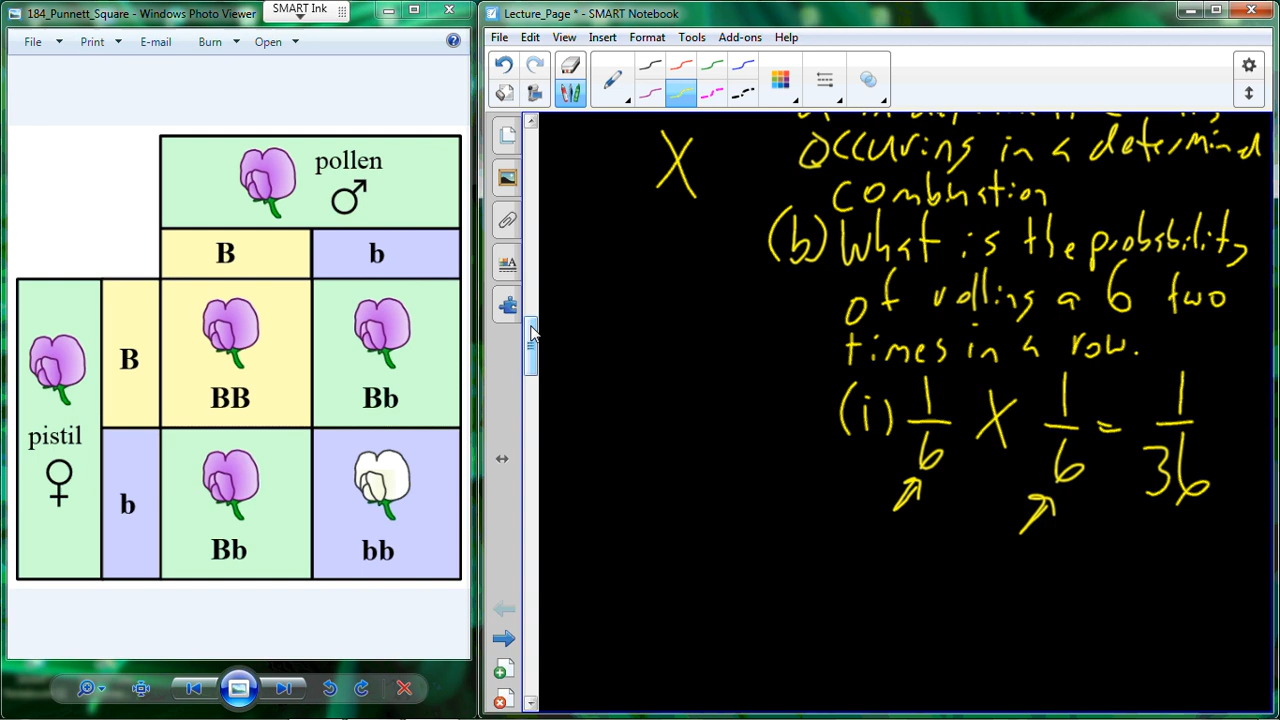 184_Punnett_Square - Windows Photo Viewer
SMART Ink
File Print E-mail Burn Open
pollen
♂
B b
pistil
♀
B
BB Bb
b
Bb bb
Lecture_Page * - SMART Notebook
File Edit View Insert Format Tools Add-ons Help
X
Occuring in a determined
combination
(b) What is the probability
of rolling a 6 two
times in a row.
(i) 1/6 X 1/6 = 1/36